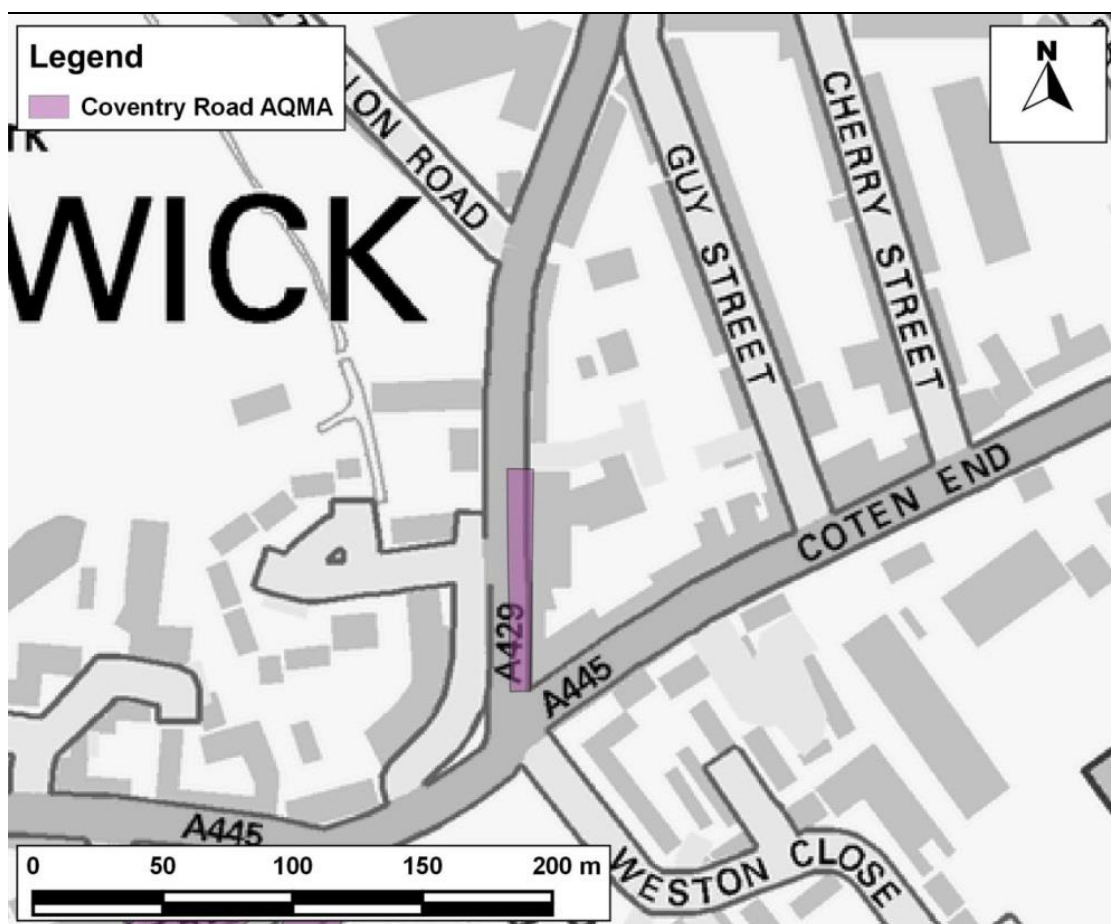 Legend
Coventry Road AQMA
N
ION ROAD
WICK
GUY STREET
CHERRY STREET
COTEN END
A429
A445
A445
WESTON CLOSE
0 50 100 150 200 m